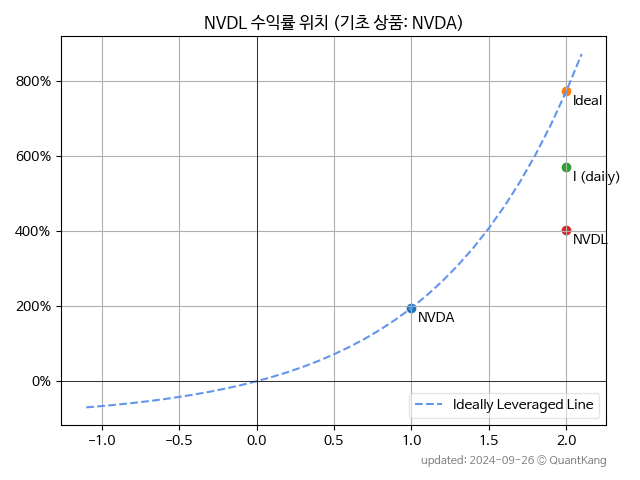 NVDL 수익률 위치 (기초 상품: NVDA)
800%
Ideal
600%
I (daily)
400%
NVDL
200%
NVDA
0%
Ideally Leveraged Line
−1.0 −0.5 0.0 0.5 1.0 1.5 2.0
updated: 2024-09-26 © QuantKang